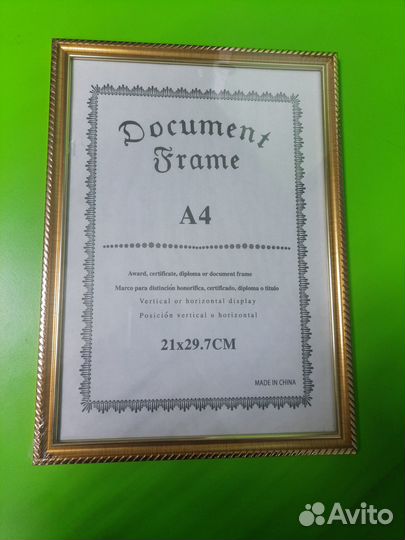 Document
Frame
A4
Award, certificate, diploma or document frame
Marco para distinción honorífica, certificado, diploma o título
Vertical or horizontal display
Posición vertical o horizontal
21x29.7CM
MADE IN CHINA
Avito